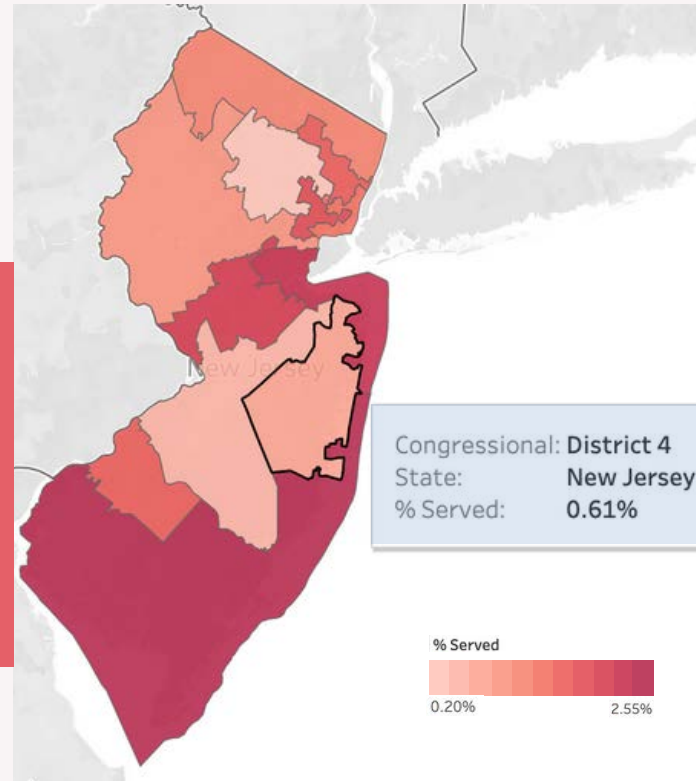 New Jersey
Congressional: District 4
State: New Jersey
% Served: 0.61%
% Served
0.20% 2.55%